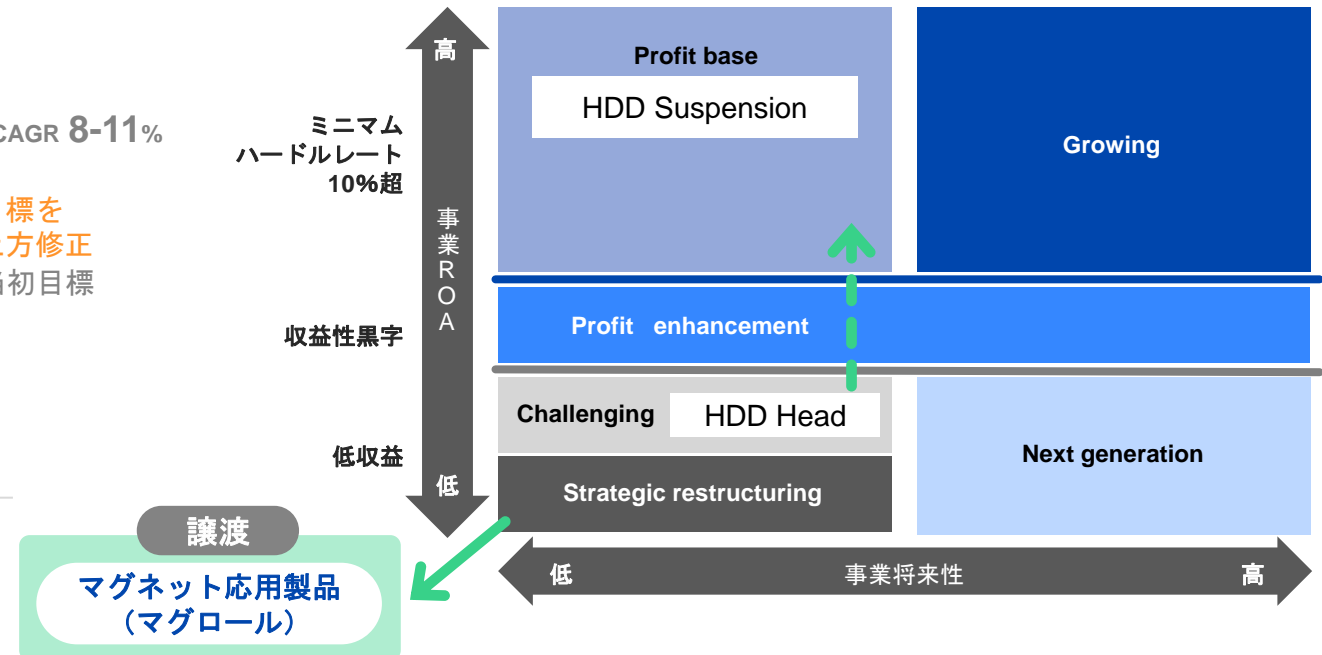 CAGR 8-11%
標を
方修正
初目標
ミニマム
ハードルレート
10%超
収益性黒字
低収益
高
事業ROA
低
Profit base
HDD Suspension
Growing
Profit enhancement
Challenging
HDD Head
Strategic restructuring
Next generation
低
事業将来性
高
譲渡
マグネット応用製品
（マグロール）